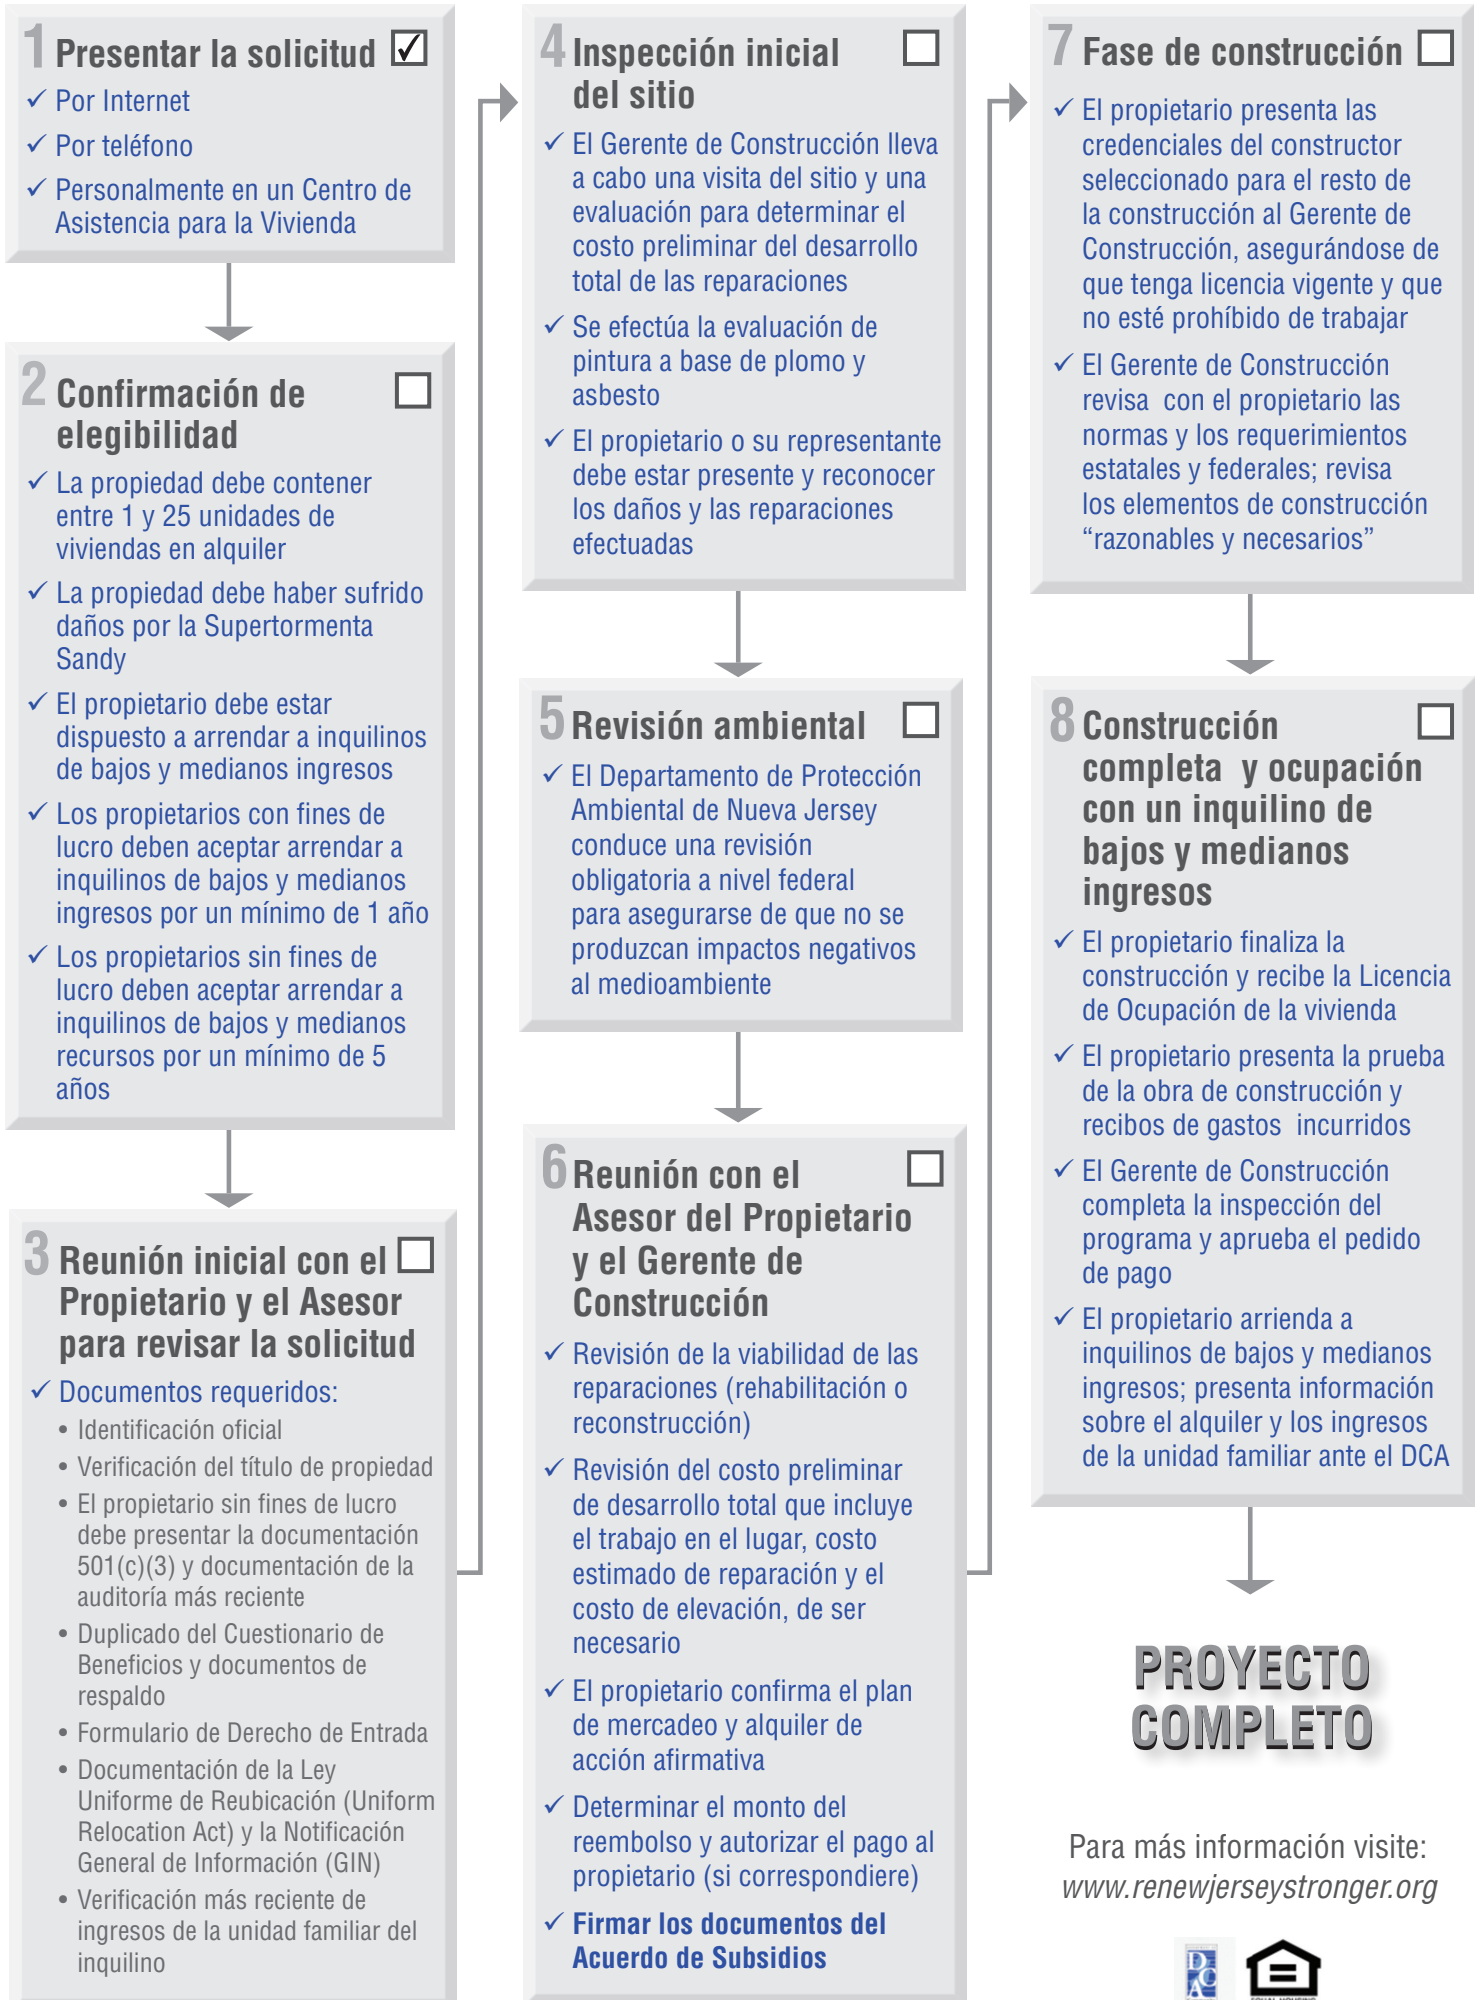 1 Presentar la solicitud
✓ Por Internet
✓ Por teléfono
✓ Personalmente en un Centro de
Asistencia para la Vivienda
2 Confirmación de
elegibilidad
✓ La propiedad debe contener
entre 1 y 25 unidades de
viviendas en alquiler
✓ La propiedad debe haber sufrido
daños por la Supertormenta
Sandy
✓ El propietario debe estar
dispuesto a arrendar a inquilinos
de bajos y medianos ingresos
✓ Los propietarios con fines de
lucro deben aceptar arrendar a
inquilinos de bajos y medianos
ingresos por un mínimo de 1 año
✓ Los propietarios sin fines de
lucro deben aceptar arrendar a
inquilinos de bajos y medianos
recursos por un mínimo de 5
años
3 Reunión inicial con el
Propietario y el Asesor
para revisar la solicitud
✓ Documentos requeridos:
• Identificación oficial
• Verificación del título de propiedad
• El propietario sin fines de lucro
debe presentar la documentación
501(c)(3) y documentación de la
auditoría más reciente
• Duplicado del Cuestionario de
Beneficios y documentos de
respaldo
• Formulario de Derecho de Entrada
• Documentación de la Ley
Uniforme de Reubicación (Uniform
Relocation Act) y la Notificación
General de Información (GIN)
• Verificación más reciente de
ingresos de la unidad familiar del
inquilino
4 Inspección inicial
del sitio
✓ El Gerente de Construcción lleva
a cabo una visita del sitio y una
evaluación para determinar el
costo preliminar del desarrollo
total de las reparaciones
✓ Se efectúa la evaluación de
pintura a base de plomo y
asbesto
✓ El propietario o su representante
debe estar presente y reconocer
los daños y las reparaciones
efectuadas
5 Revisión ambiental
✓ El Departamento de Protección
Ambiental de Nueva Jersey
conduce una revisión
obligatoria a nivel federal
para asegurarse de que no se
produzcan impactos negativos
al medioambiente
6 Reunión con el
Asesor del Propietario
y el Gerente de
Construcción
✓ Revisión de la viabilidad de las
reparaciones (rehabilitación o
reconstrucción)
✓ Revisión del costo preliminar
de desarrollo total que incluye
el trabajo en el lugar, costo
estimado de reparación y el
costo de elevación, de ser
necesario
✓ El propietario confirma el plan
de mercadeo y alquiler de
acción afirmativa
✓ Determinar el monto del
reembolso y autorizar el pago al
propietario (si correspondiere)
✓ Firmar los documentos del
Acuerdo de Subsidios
7 Fase de construcción
✓ El propietario presenta las
credenciales del constructor
seleccionado para el resto de
la construcción al Gerente de
Construcción, asegurándose de
que tenga licencia vigente y que
no esté prohíbido de trabajar
✓ El Gerente de Construcción
revisa con el propietario las
normas y los requerimientos
estatales y federales; revisa
los elementos de construcción
“razonables y necesarios”
8 Construcción
completa y ocupación
con un inquilino de
bajos y medianos
ingresos
✓ El propietario finaliza la
construcción y recibe la Licencia
de Ocupación de la vivienda
✓ El propietario presenta la prueba
de la obra de construcción y
recibos de gastos incurridos
✓ El Gerente de Construcción
completa la inspección del
programa y aprueba el pedido
de pago
✓ El propietario arrienda a
inquilinos de bajos y medianos
ingresos; presenta información
sobre el alquiler y los ingresos
de la unidad familiar ante el DCA
PROYECTO
COMPLETO
Para más información visite:
www.renewjerseystronger.org
DCA